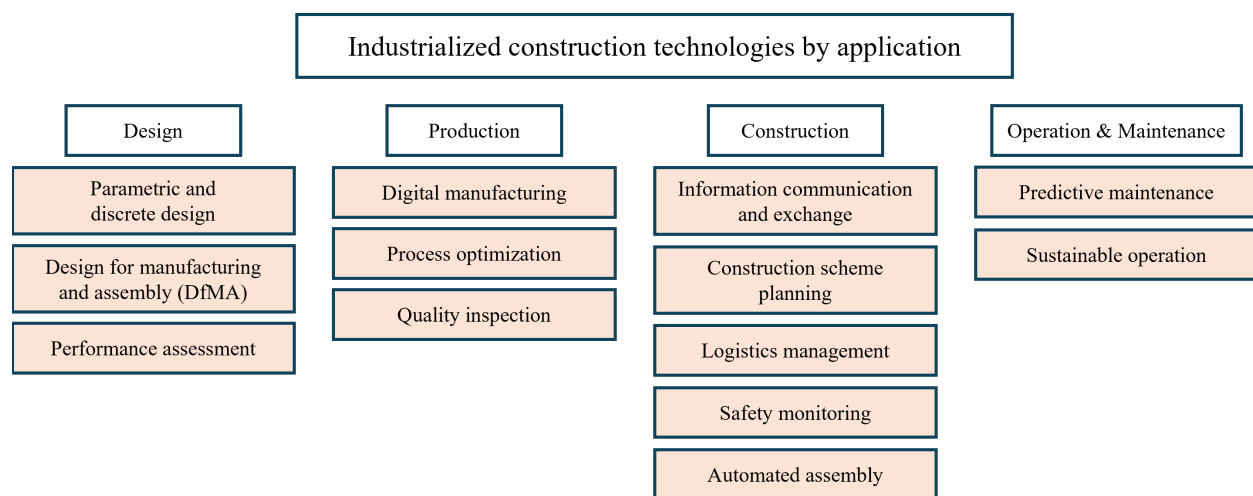 Industrialized construction technologies by application
Design
Parametric and
discrete design
Design for manufacturing
and assembly (DfMA)
Performance assessment
Production
Digital manufacturing
Process optimization
Quality inspection
Construction
Information communication
and exchange
Construction scheme
planning
Logistics management
Safety monitoring
Automated assembly
Operation & Maintenance
Predictive maintenance
Sustainable operation